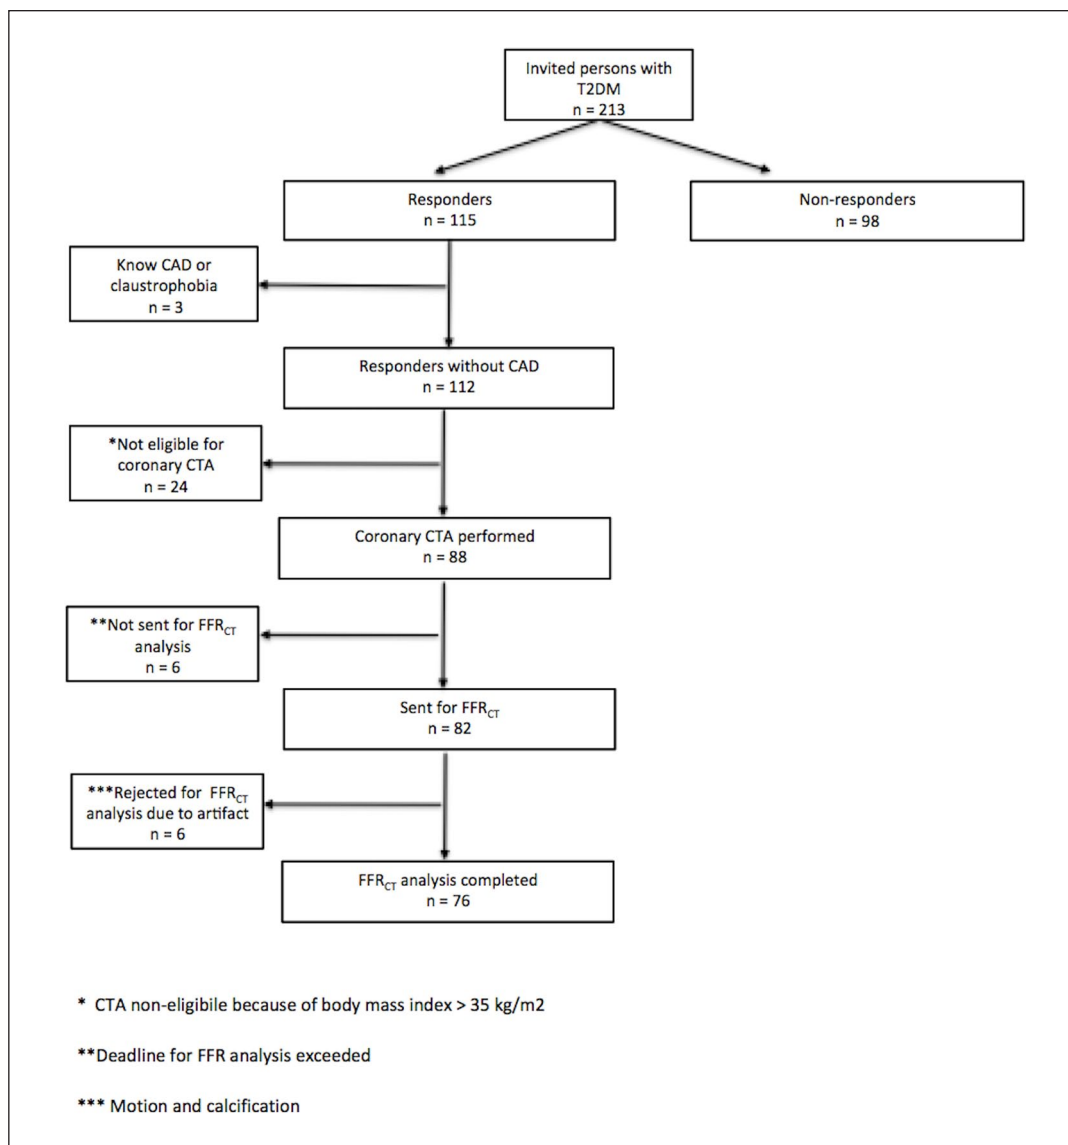 Invited persons with
T2DM
n = 213
Responders
n = 115
Non-responders
n = 98
Know CAD or
claustrophobia
n = 3
Responders without CAD
n = 112
*Not eligible for
coronary CTA
n = 24
Coronary CTA performed
n = 88
**Not sent for FFRCT
analysis
n = 6
Sent for FFRCT
n = 82
***Rejected for FFRCT
analysis due to artifact
n = 6
FFRCT analysis completed
n = 76
* CTA non-eligibile because of body mass index > 35 kg/m2
**Deadline for FFR analysis exceeded
*** Motion and calcification